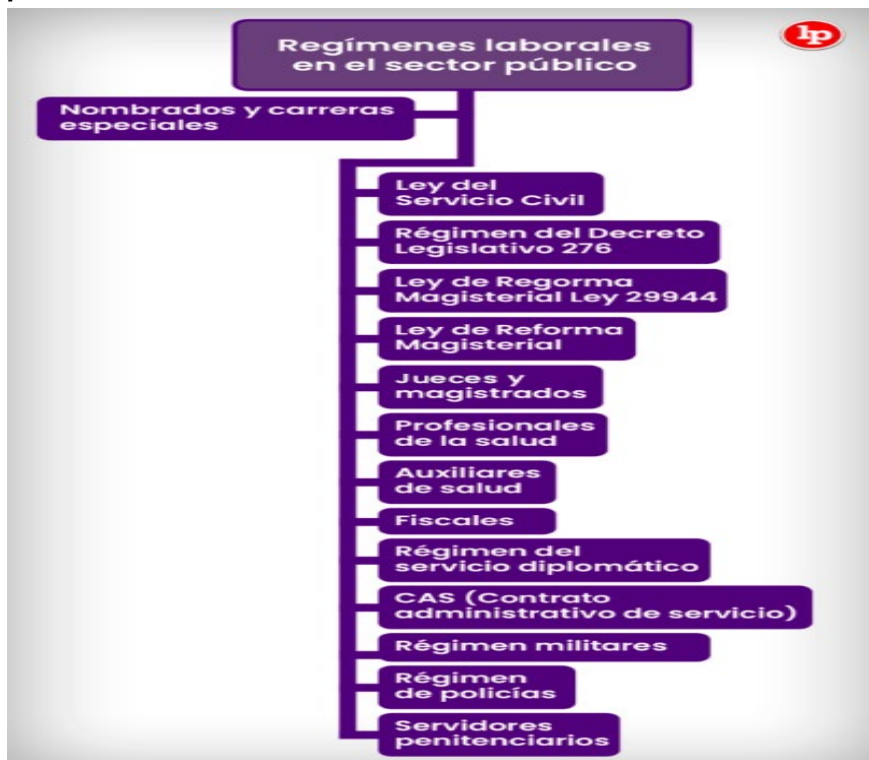 Regímenes laborales
en el sector público
lp
Nombrados y carreras
especiales
Ley del
Servicio Civil
Régimen del Decreto
Legislativo 276
Ley de Regorma
Magisterial Ley 29944
Ley de Reforma
Magisterial
Jueces y
magistrados
Profesionales
de la salud
Auxiliares
de salud
Fiscales
Régimen del
servicio diplomático
CAS (Contrato
administrativo de servicio)
Régimen militares
Régimen
de policías
Servidores
penitenciarios